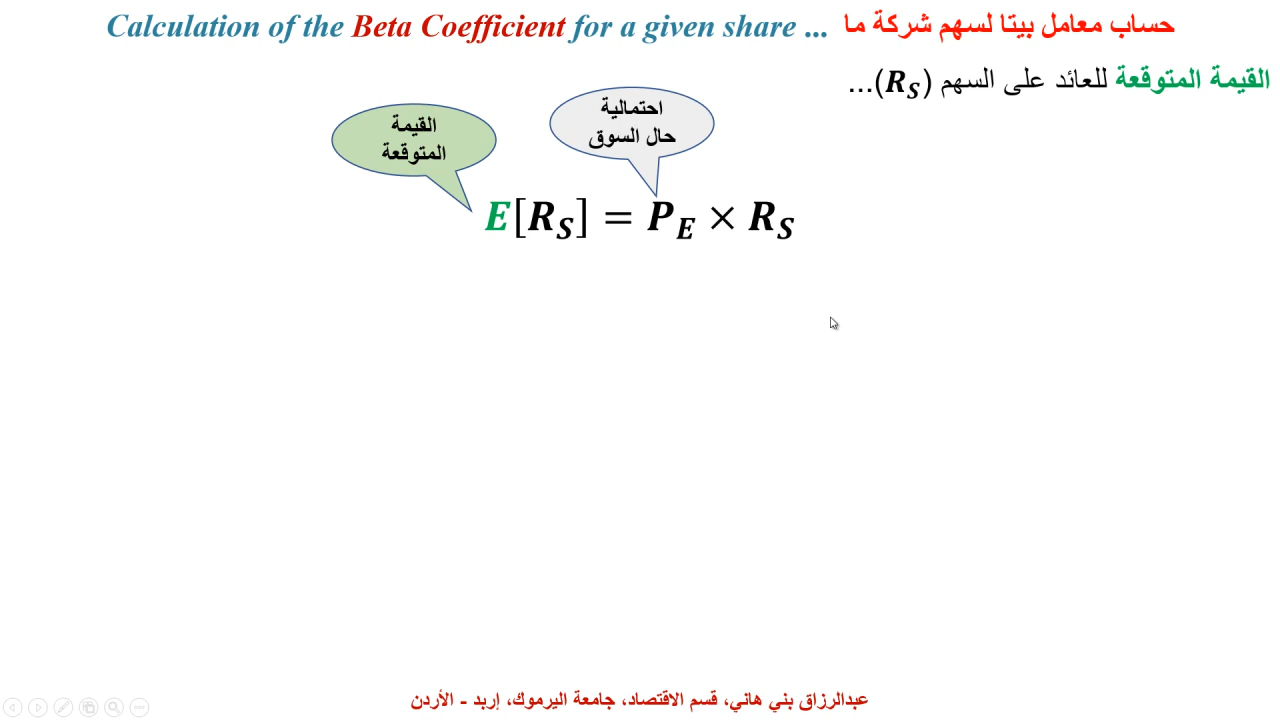 Calculation of the Beta Coefficient for a given share ... حساب معامل بيتا لسهم شركة ما
القيمة المتوقعة للعائد على السهم (R_S)...
احتمالية
حال السوق
القيمة
المتوقعة
E[R_S] = P_E × R_S
عبدالرزاق بني هاني، قسم الاقتصاد، جامعة اليرموك، إربد - الأردن